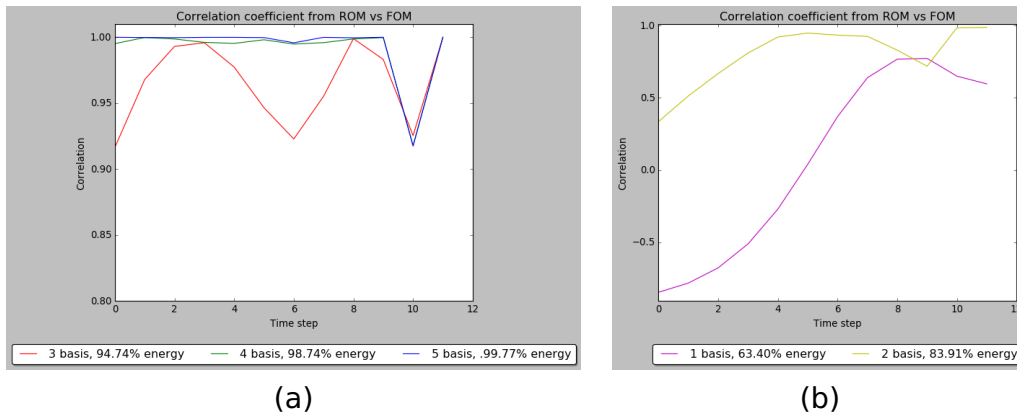 Correlation coefficient from ROM vs FOM
1.00
0.95
0.90
0.85
0.80
Correlation
0 2 4 6 8 10 12
Time step
3 basis, 94.74% energy 4 basis, 98.74% energy 5 basis, .99.77% energy
(a)
Correlation coefficient from ROM vs FOM
1.0
0.5
0.0
−0.5
Correlation
0 2 4 6 8 10 12
Time step
1 basis, 63.40% energy 2 basis, 83.91% energy
(b)